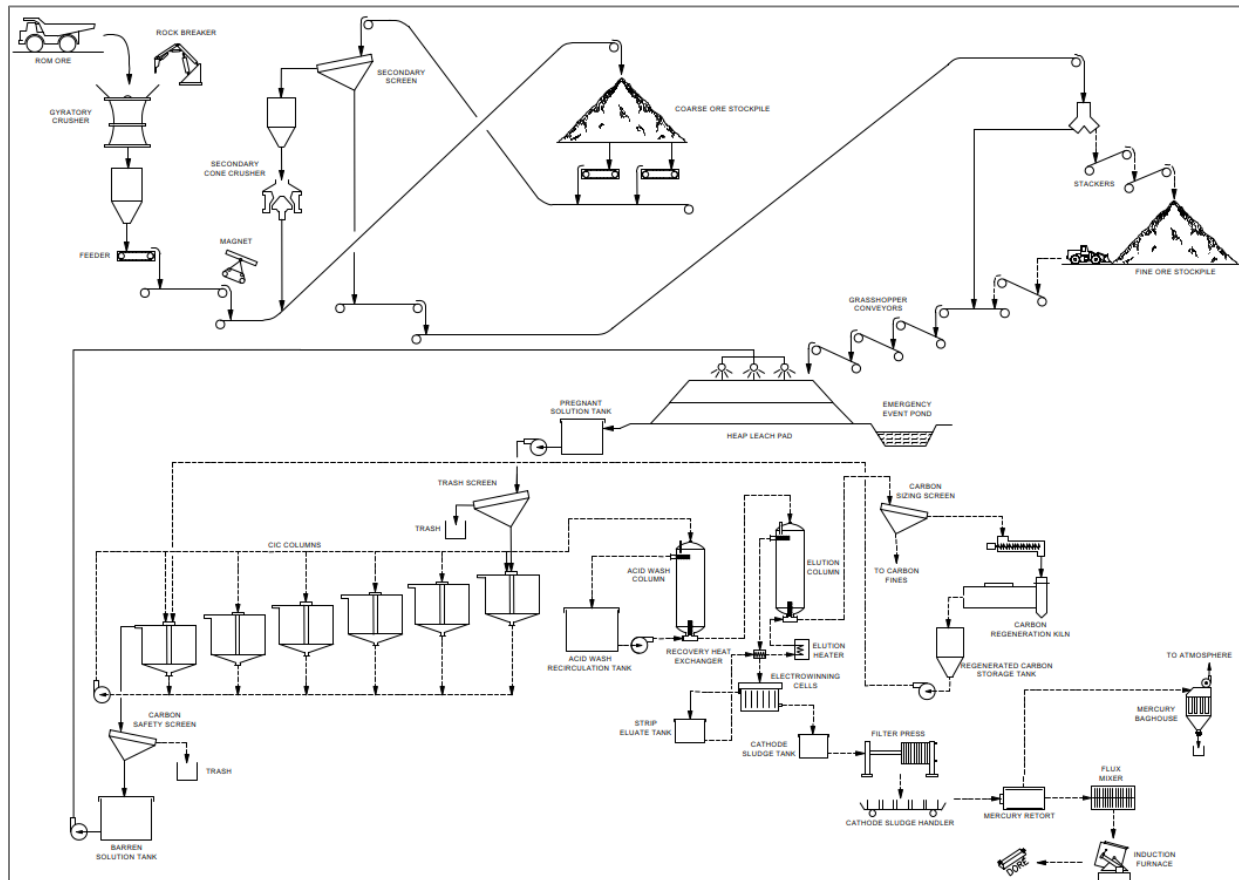 ROM ORE
ROCK BREAKER
GYRATORY
CRUSHER
FEEDER
MAGNET
SECONDARY
SCREEN
SECONDARY
CONE CRUSHER
COARSE ORE STOCKPILE
STACKERS
FINE ORE STOCKPILE
GRASSHOPPER
CONVEYORS
PREGNANT
SOLUTION TANK
HEAP LEACH PAD
EMERGENCY
EVENT POND
TRASH SCREEN
TRASH
CIC COLUMNS
ACID WASH
COLUMN
ACID WASH
RECIRCULATION TANK
RECOVERY HEAT
EXCHANGER
ELUTION
COLUMN
ELUTION
HEATER
CARBON
SIZING SCREEN
TO CARBON
FINES
CARBON
REGENERATION KILN
REGENERATED CARBON
STORAGE TANK
ELECTROWINNING
CELLS
STRIP
ELUATE TANK
CATHODE
SLUDGE TANK
FILTER PRESS
CATHODE SLUDGE HANDLER
MERCURY RETORT
TO ATMOSPHERE
MERCURY
BAGHOUSE
FLUX
MIXER
INDUCTION
FURNACE
DORE
CARBON
SAFETY SCREEN
TRASH
BARREN
SOLUTION TANK